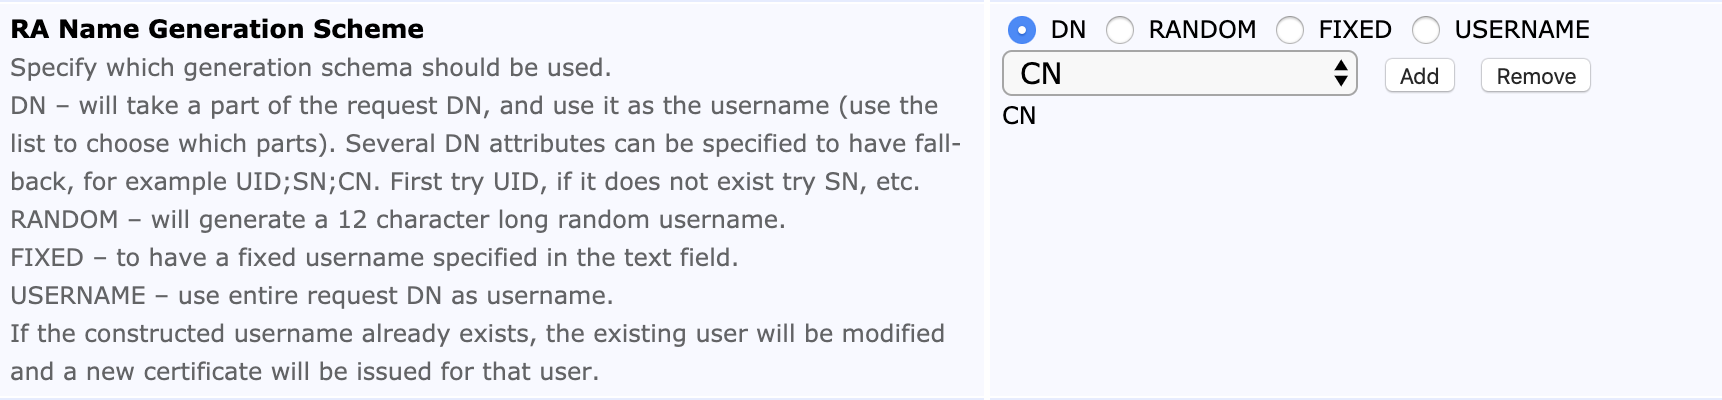 RA Name Generation Scheme
Specify which generation schema should be used.
DN – will take a part of the request DN, and use it as the username (use the
list to choose which parts). Several DN attributes can be specified to have fall-
back, for example UID;SN;CN. First try UID, if it does not exist try SN, etc.
RANDOM – will generate a 12 character long random username.
FIXED – to have a fixed username specified in the text field.
USERNAME – use entire request DN as username.
If the constructed username already exists, the existing user will be modified
and a new certificate will be issued for that user.
DN RANDOM FIXED USERNAME
CN Add Remove
CN